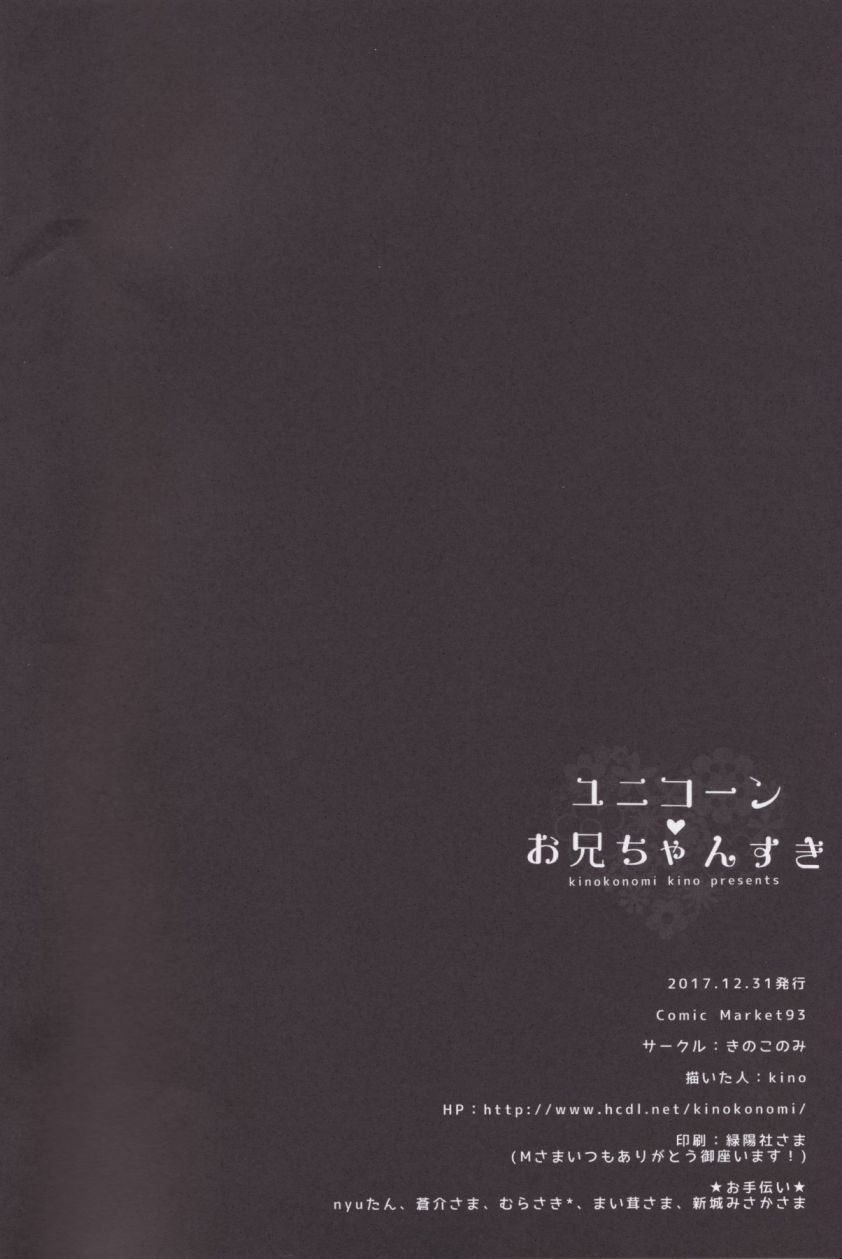 ユニコーン
♥
お兄ちゃんすき
kinokonomi kino presents
2017.12.31発行
Comic Market93
サークル：きのこのみ
描いた人：kino
HP：http://www.hcdl.net/kinokonomi/
印刷：緑陽社さま
(Mさまいつもありがとう御座います！)
★お手伝い★
nyuたん、蒼介さま、むらさき*、まい茸さま、新城みさかさま